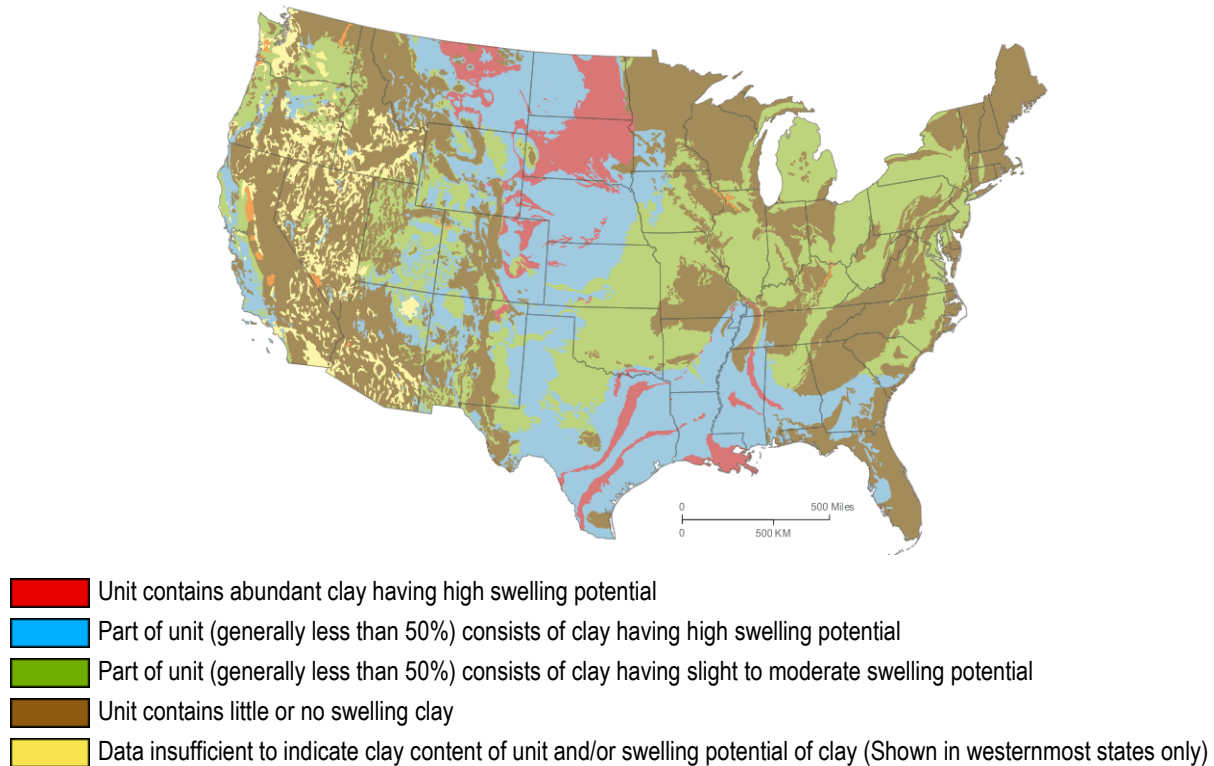 0 500 Miles
0 500 KM
Unit contains abundant clay having high swelling potential
Part of unit (generally less than 50%) consists of clay having high swelling potential
Part of unit (generally less than 50%) consists of clay having slight to moderate swelling potential
Unit contains little or no swelling clay
Data insufficient to indicate clay content of unit and/or swelling potential of clay (Shown in westernmost states only)